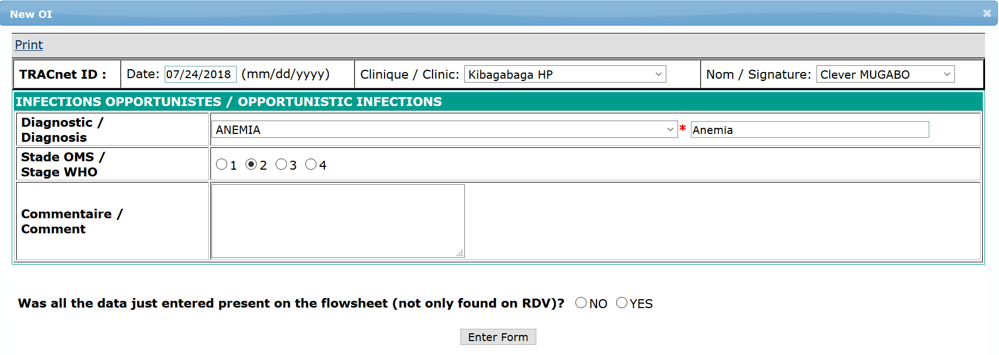 New OI
Print
TRACnet ID : Date: 07/24/2018 (mm/dd/yyyy) Clinique / Clinic: Kibagabaga HP Nom / Signature: Clever MUGABO
INFECTIONS OPPORTUNISTES / OPPORTUNISTIC INFECTIONS
Diagnostic /
Diagnosis
ANEMIA * Anemia
Stade OMS /
Stage WHO
1 2 3 4
Commentaire /
Comment
Was all the data just entered present on the flowsheet (not only found on RDV)? NO YES
Enter Form